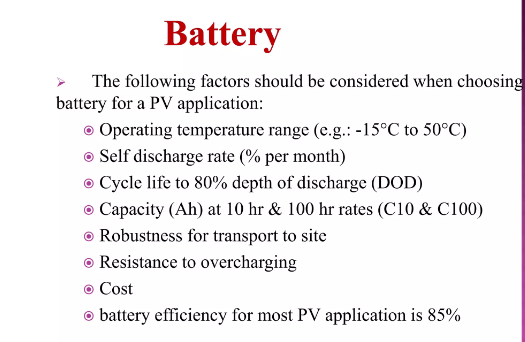 Battery
The following factors should be considered when choosing
battery for a PV application:
Operating temperature range (e.g.: -15°C to 50°C)
Self discharge rate (% per month)
Cycle life to 80% depth of discharge (DOD)
Capacity (Ah) at 10 hr & 100 hr rates (C10 & C100)
Robustness for transport to site
Resistance to overcharging
Cost
battery efficiency for most PV application is 85%